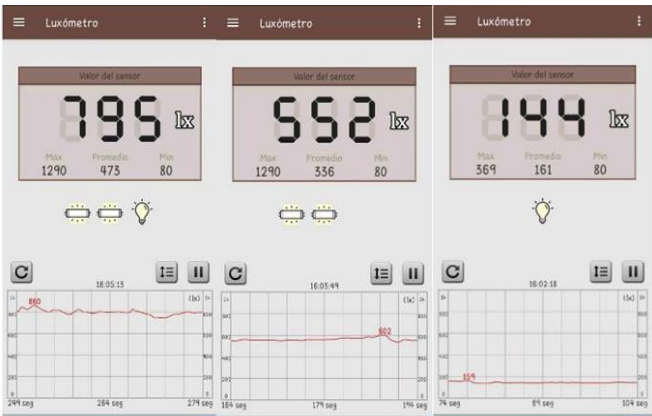 Luxómetro
Valor del sensor
795 lx
Max Promedio Min
1290 473 80
18:05:13
(lx)
860
249 seg 264 seg 279 seg
Luxómetro
Valor del sensor
552 lx
Max Promedio Min
1290 336 80
18:03:49
(lx)
602
164 seg 179 seg 194 seg
Luxómetro
Valor del sensor
144 lx
Max Promedio Min
369 161 80
18:02:18
(lx)
159
74 seg 89 seg 104 seg